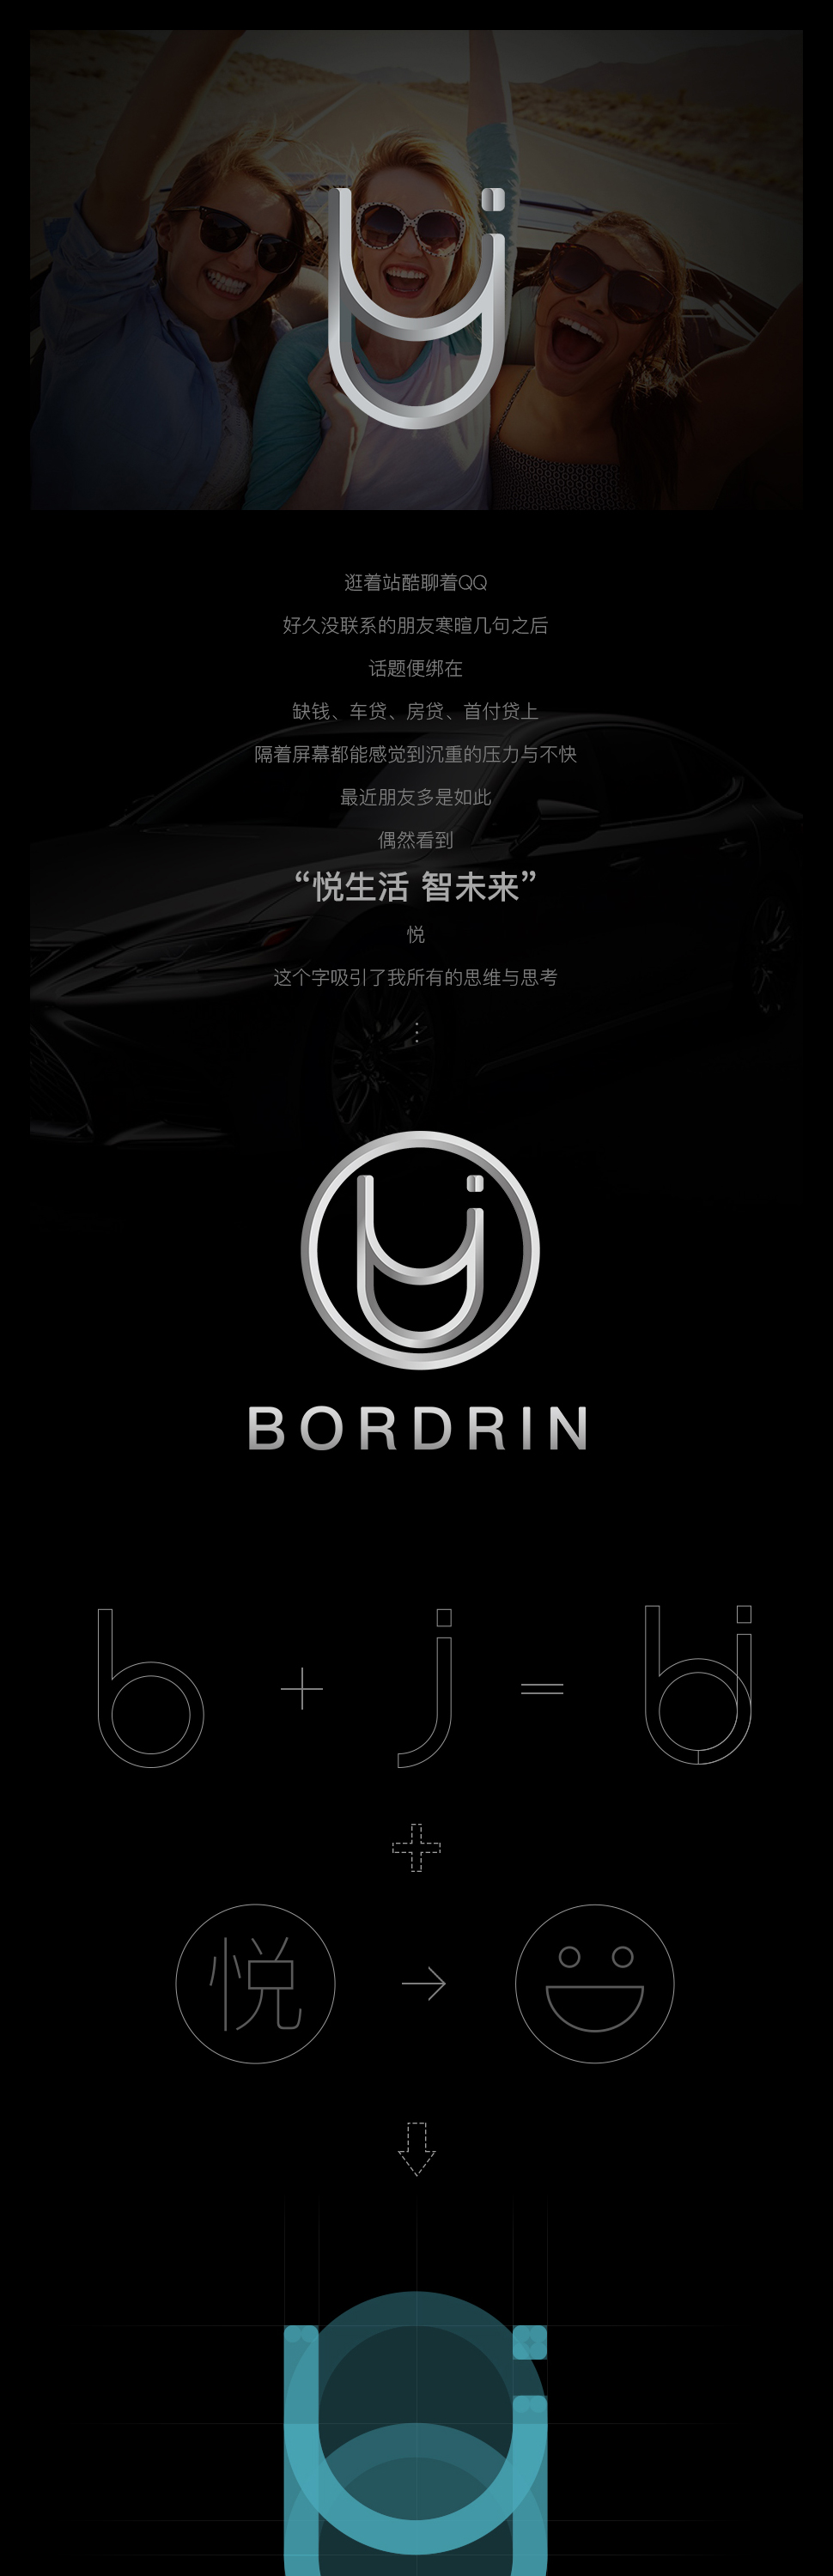 逛着站酷聊着QQ
好久没联系的朋友寒暄几句之后
话题便绑在
缺钱、车贷、房贷、首付贷上
隔着屏幕都能感觉到沉重的压力与不快
最近朋友多是如此
偶然看到
“悦生活 智未来”
悦
这个字吸引了我所有的思维与思考
BORDRIN
b + j = bj
悦